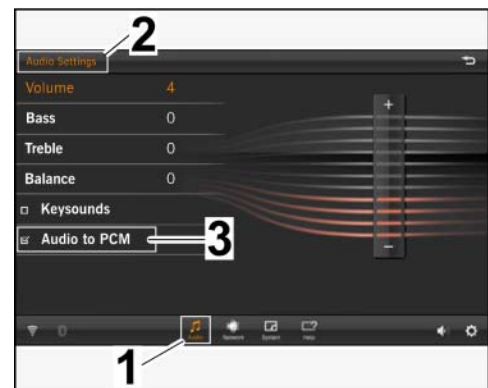 2
Audio Settings
Volume 4
+
Bass 0
Treble 0
Balance 0
Keysounds
Audio to PCM 3
−
0
Audio Network System Help
1